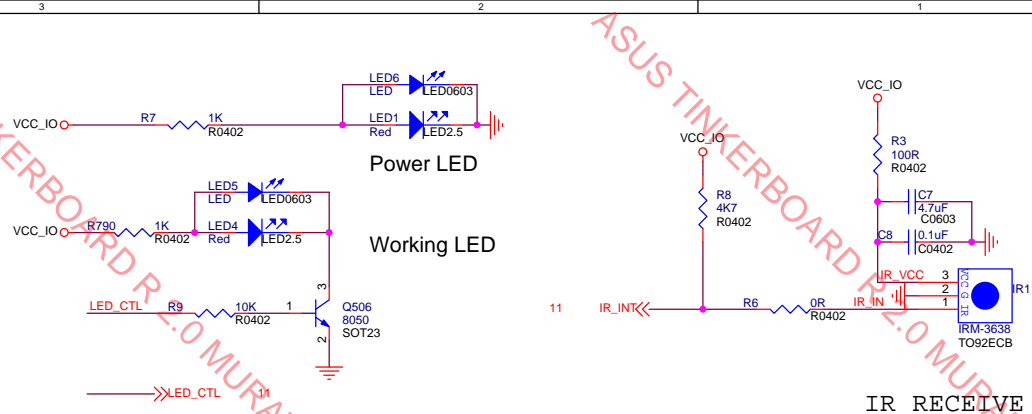 3 2 1
ASUS TINKERBOARD R 2.0 MURA
KERBOARD R 2.0 MURA
LED6
LED
LED0603
VCC_IO
R7
1K
R0402
LED1
Red
LED2.5
Power LED
LED5
LED
LED0603
VCC_IO
R790
1K
R0402
LED4
Red
LED2.5
Working LED
LED_CTL
R9
10K
R0402
1
3
2
Q506
8050
SOT23
LED_CTL
11
VCC_IO
R8
4K7
R0402
11
IR_INT
R6
0R
R0402
IR_IN
VCC_IO
R3
100R
R0402
C7
4.7uF
C0603
C8
0.1uF
C0402
IR_VCC
3
2
1
VCC
G
IR
IR1
IRM-3638
TO92ECB
IR RECEIVE